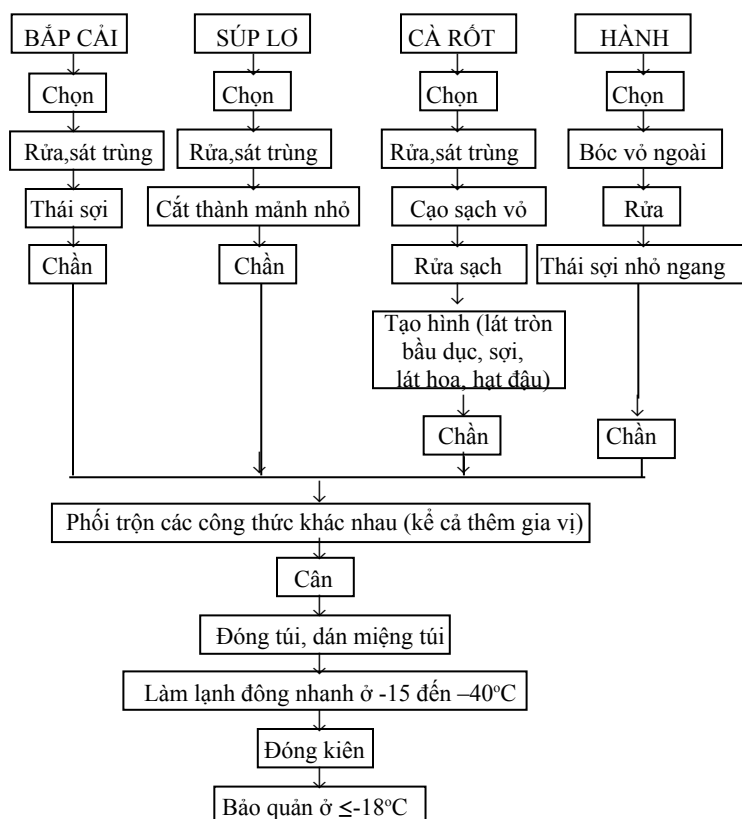 BẮP CẢI
SÚP LƠ
CÀ RỐT
HÀNH
Chọn
Chọn
Chọn
Chọn
Rửa,sát trùng
Rửa,sát trùng
Rửa,sát trùng
Bóc vỏ ngoài
Thái sợi
Cắt thành mảnh nhỏ
Cạo sạch vỏ
Rửa
Chần
Chần
Rửa sạch
Thái sợi nhỏ ngang
Tạo hình (lát tròn
bầu dục, sợi,
lát hoa, hạt đậu)
Chần
Chần
Phối trộn các công thức khác nhau (kể cả thêm gia vị)
Cân
Đóng túi, dán miệng túi
Làm lạnh đông nhanh ở -15 đến –40°C
Đóng kiên
Bảo quản ở ≤-18°C